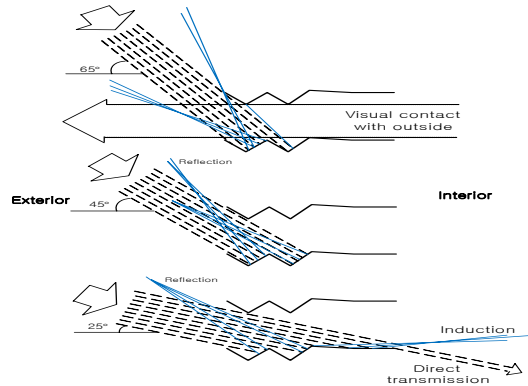 65°
Visual contact
with outside
Reflection
Exterior
45°
Interior
Reflection
25°
Induction
Direct
transmission